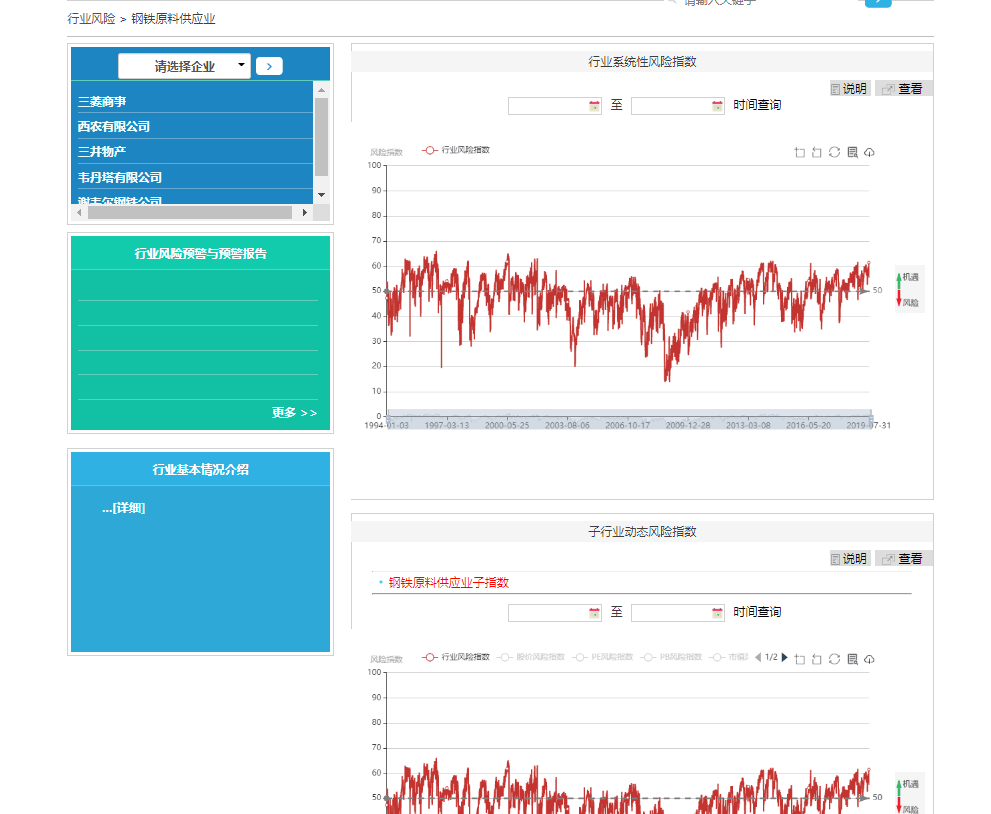 行业风险 > 钢铁原料供应业
请选择企业
三菱商事
西农有限公司
三井物产
韦丹塔有限公司
谢韦尔钢铁公司
行业风险预警与预警报告
更多 >>
行业基本情况介绍
...[详细]
行业系统性风险指数
说明 查看
至 时间查询
风险指数 行业风险指数
100
90
80
70
60
50 50
40
30
20
10
0
机遇
风险
1994-01-03 1997-03-13 2000-05-25 2003-08-06 2006-10-17 2009-12-28 2013-03-08 2016-05-20 2019-07-31
子行业动态风险指数
说明 查看
· 钢铁原料供应业子指数
至 时间查询
风险指数 行业风险指数 股价风险指数 PE风险指数 PB风险指数 1/2
100
90
80
70
60
50 50
机遇
风险